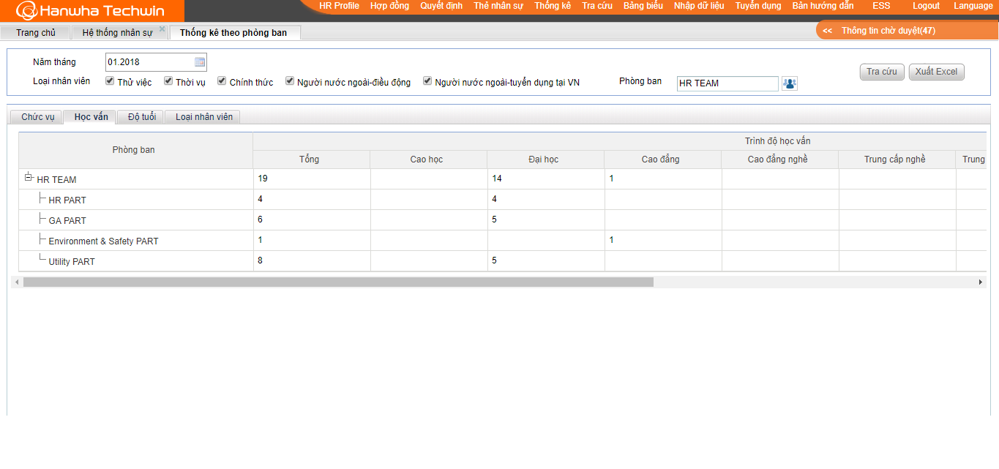 Hanwha Techwin
HR Profile Hợp đồng Quyết định Thẻ nhân sự Thống kê Tra cứu Bảng biểu Nhập dữ liệu Tuyển dụng Bản hướng dẫn ESS Logout Language
Trang chủ Hệ thống nhân sự Thống kê theo phòng ban << Thông tin chờ duyệt(47)
Năm tháng 01.2018
Tra cứu Xuất Excel
Loại nhân viên Thử việc Thời vụ Chính thức Người nước ngoài-điều động Người nước ngoài-tuyển dụng tại VN Phòng ban HR TEAM
Chức vụ Học vấn Độ tuổi Loại nhân viên
Phòng ban Trình độ học vấn
Tổng Cao học Đại học Cao đẳng Cao đẳng nghề Trung cấp nghề Trung
HR TEAM 19 14 1
HR PART 4 4
GA PART 6 5
Environment & Safety PART 1 1
Utility PART 8 5